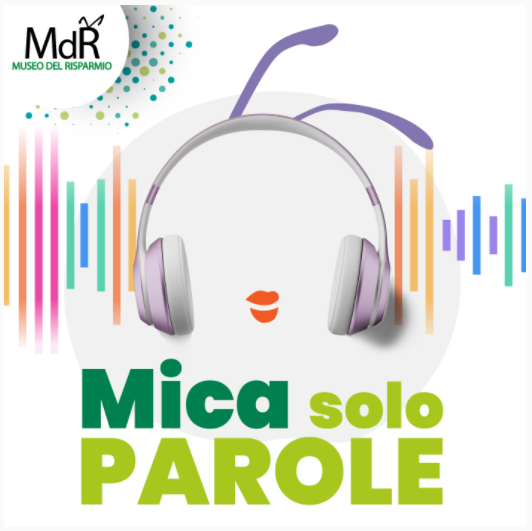 MdR
MUSEO DEL RISPARMIO
Mica solo
PAROLE